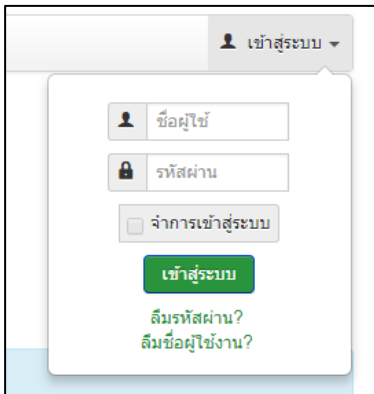 เข้าสู่ระบบ
ชื่อผู้ใช้
รหัสผ่าน
จำการเข้าสู่ระบบ
เข้าสู่ระบบ
ลืมรหัสผ่าน?
ลืมชื่อผู้ใช้งาน?